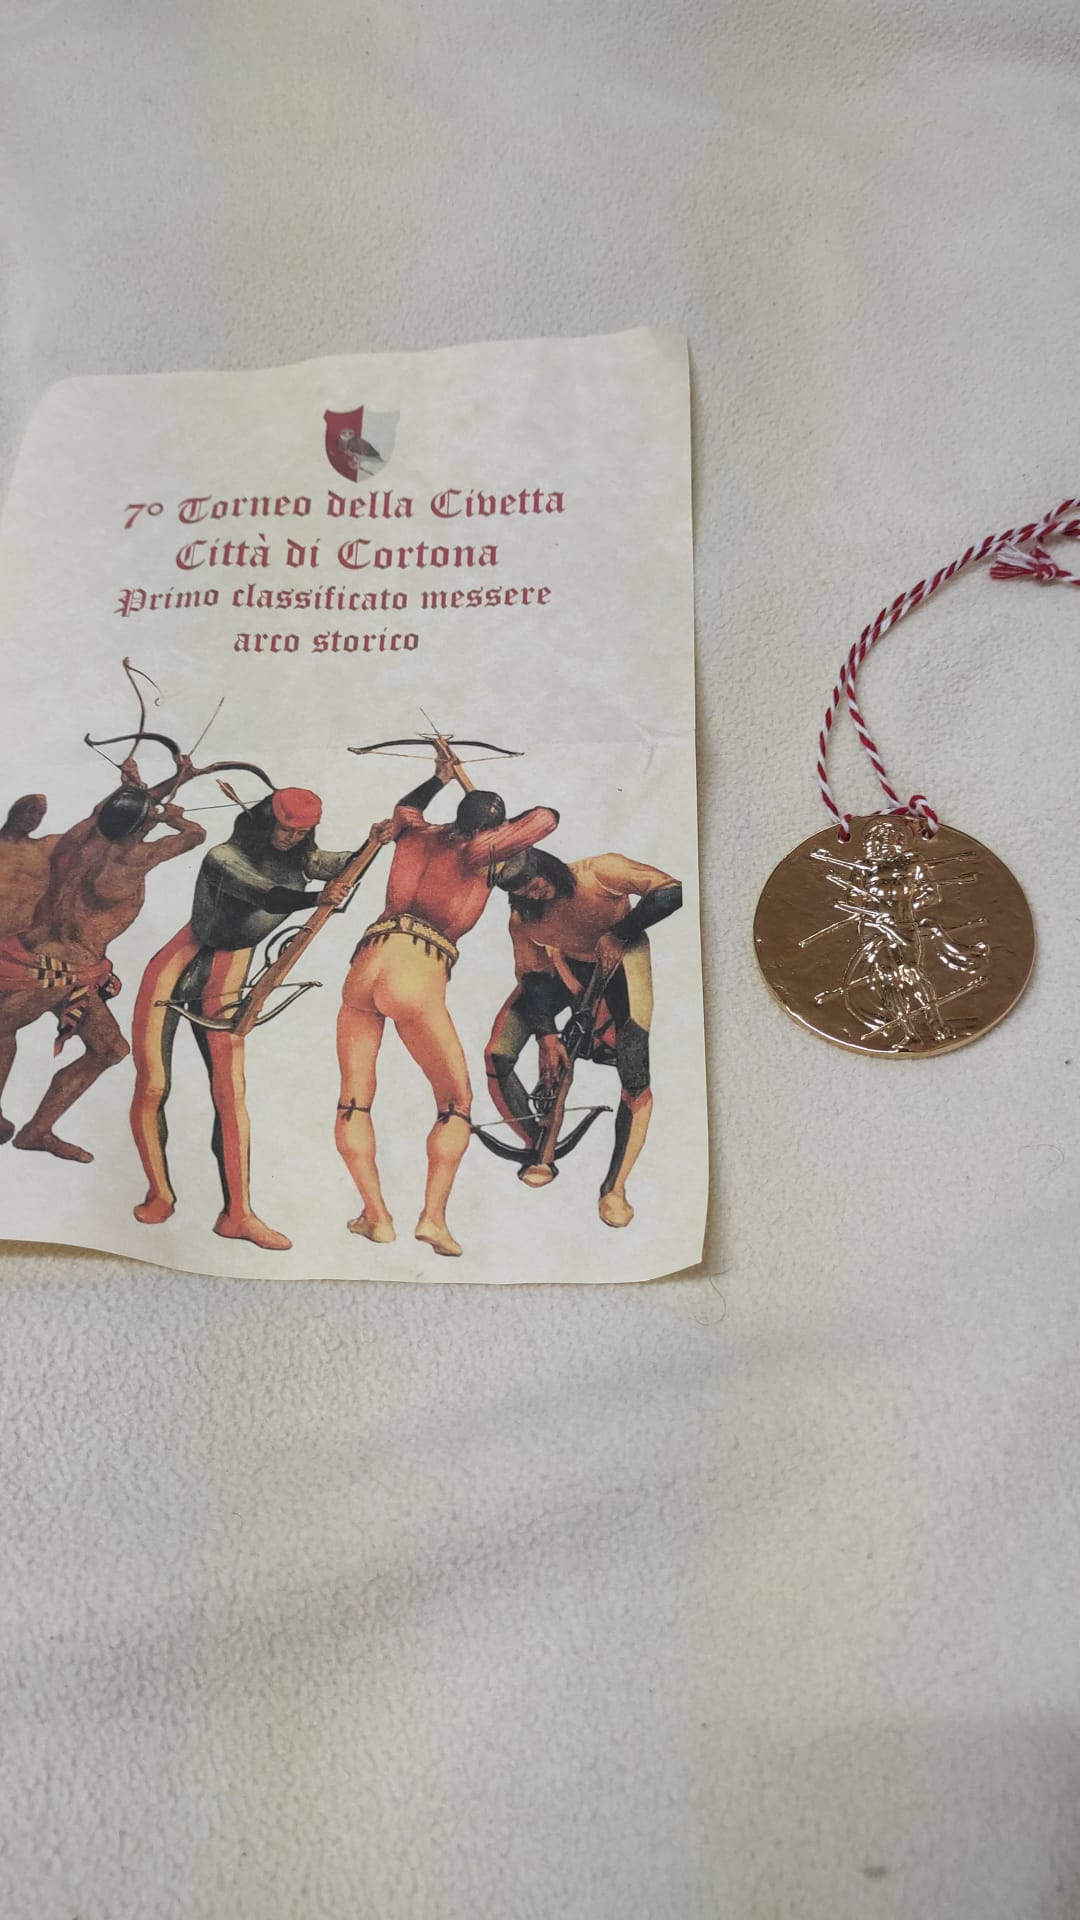 7° Torneo della Civetta
Città di Cortona
Primo classificato messere
arco storico